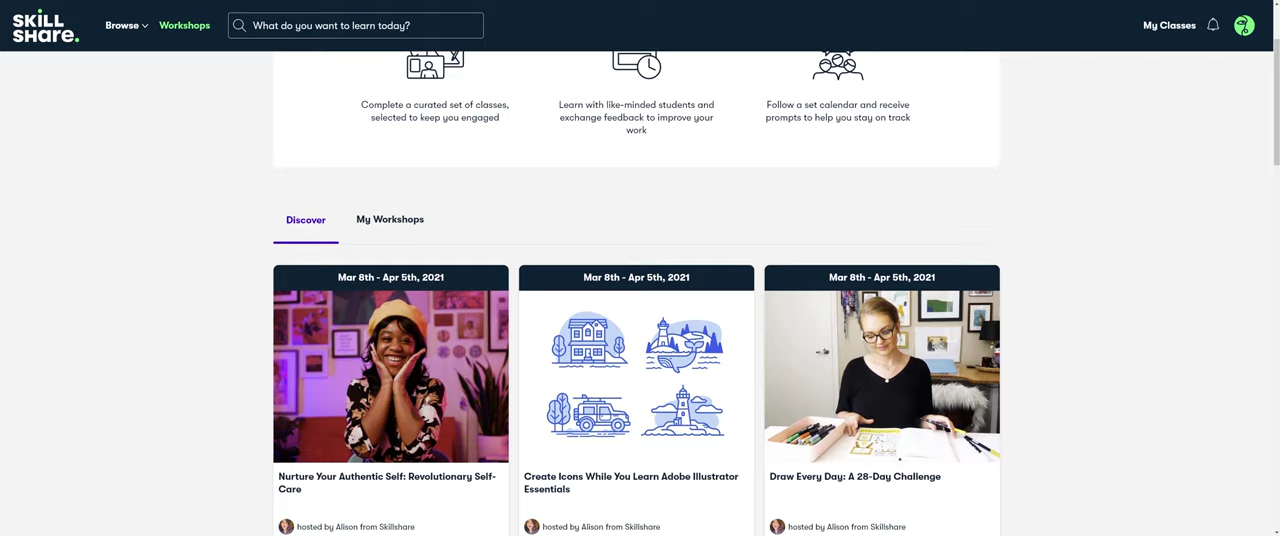 SKILL
SHARE.
Browse
Workshops
What do you want to learn today?
My Classes
Complete a curated set of classes,
selected to keep you engaged
Learn with like-minded students and
exchange feedback to improve your
work
Follow a set calendar and receive
prompts to help you stay on track
Discover
My Workshops
Mar 8th - Apr 5th, 2021
Mar 8th - Apr 5th, 2021
Mar 8th - Apr 5th, 2021
Nurture Your Authentic Self: Revolutionary Self-
Care
hosted by Alison from Skillshare
Create Icons While You Learn Adobe Illustrator
Essentials
hosted by Alison from Skillshare
Draw Every Day: A 28-Day Challenge
hosted by Alison from Skillshare